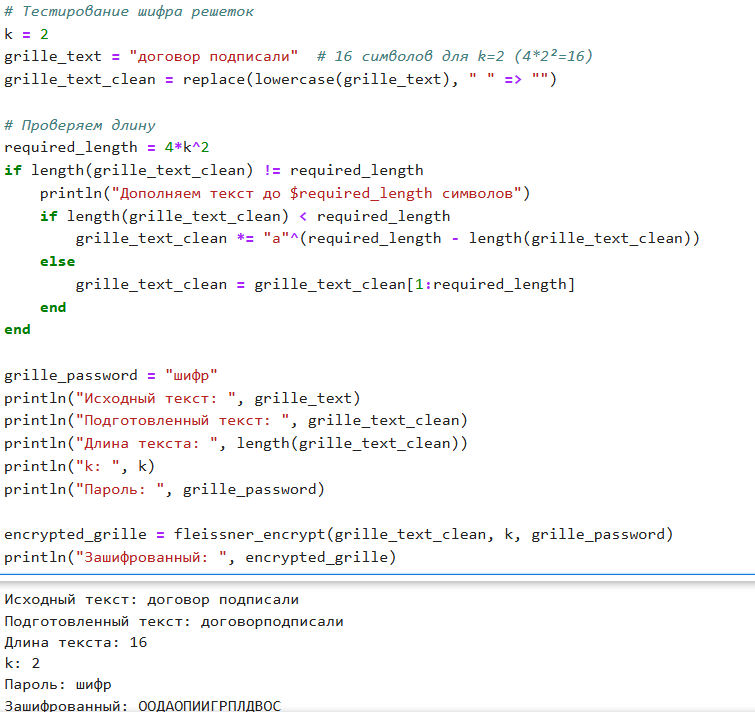 # Тестирование шифра решеток
k = 2
grille_text = "договор подписали"  # 16 символов для k=2 (4*2²=16)
grille_text_clean = replace(lowercase(grille_text), " " => "")

# Проверяем длину
required_length = 4*k^2
if length(grille_text_clean) != required_length
    println("Дополняем текст до $required_length символов")
    if length(grille_text_clean) < required_length
        grille_text_clean *= "а"^(required_length - length(grille_text_clean))
    else
        grille_text_clean = grille_text_clean[1:required_length]
    end
end

grille_password = "шифр"
println("Исходный текст: ", grille_text)
println("Подготовленный текст: ", grille_text_clean)
println("Длина текста: ", length(grille_text_clean))
println("k: ", k)
println("Пароль: ", grille_password)

encrypted_grille = fleissner_encrypt(grille_text_clean, k, grille_password)
println("Зашифрованный: ", encrypted_grille)
Исходный текст: договор подписали
Подготовленный текст: договорподписали
Длина текста: 16
k: 2
Пароль: шифр
Зашифрованный: ООДАОПИИГРПЛДВОС